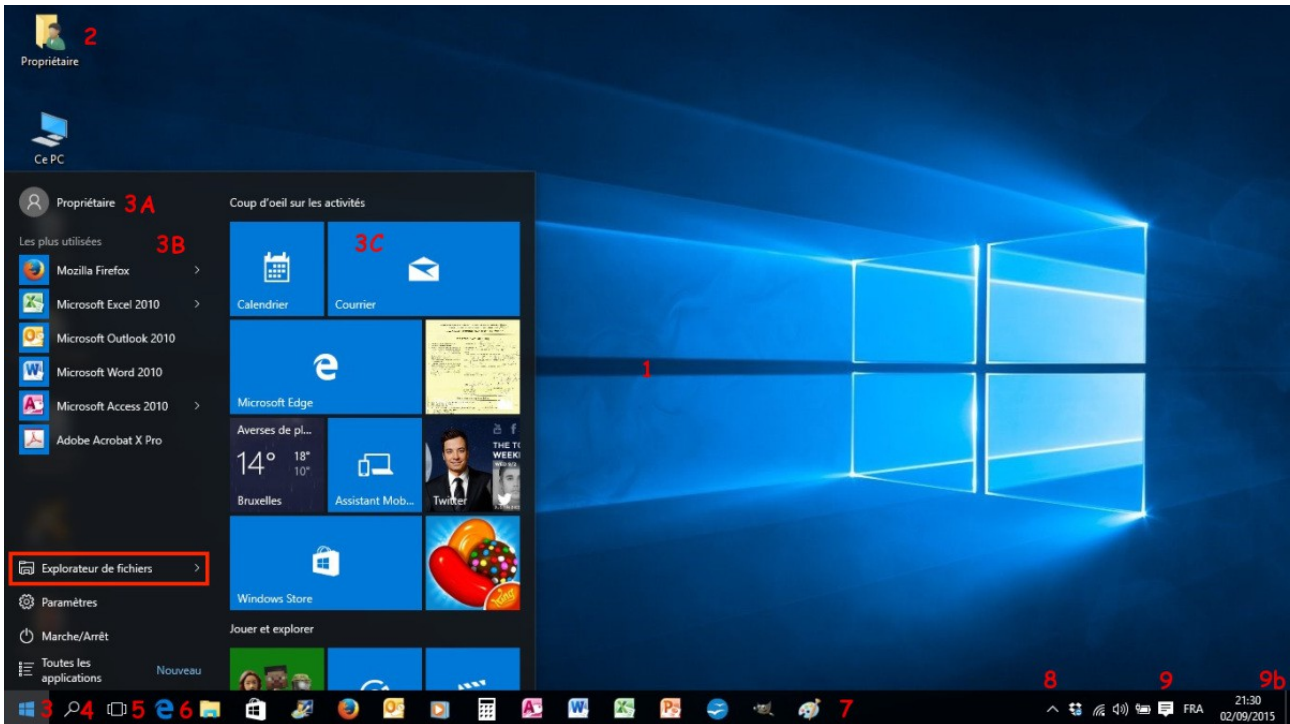 2
Propriétaire
Ce PC
Propriétaire 3A
Les plus utilisées 3B
Mozilla Firefox
Microsoft Excel 2010
Microsoft Outlook 2010
Microsoft Word 2010
Microsoft Access 2010
Adobe Acrobat X Pro
Explorateur de fichiers
Paramètres
Marche/Arrêt
Toutes les
applications Nouveau
Coup d'oeil sur les activités
3C
Calendrier Courrier
Microsoft Edge
Averses de pl...
14° 18°
10°
Bruxelles
Assistant Mob...
THE TO
WEEK
Twitter
Windows Store
King
Jouer et explorer
1
3 4 5 6 7
8 9 9b
FRA
21:30
02/09/2015